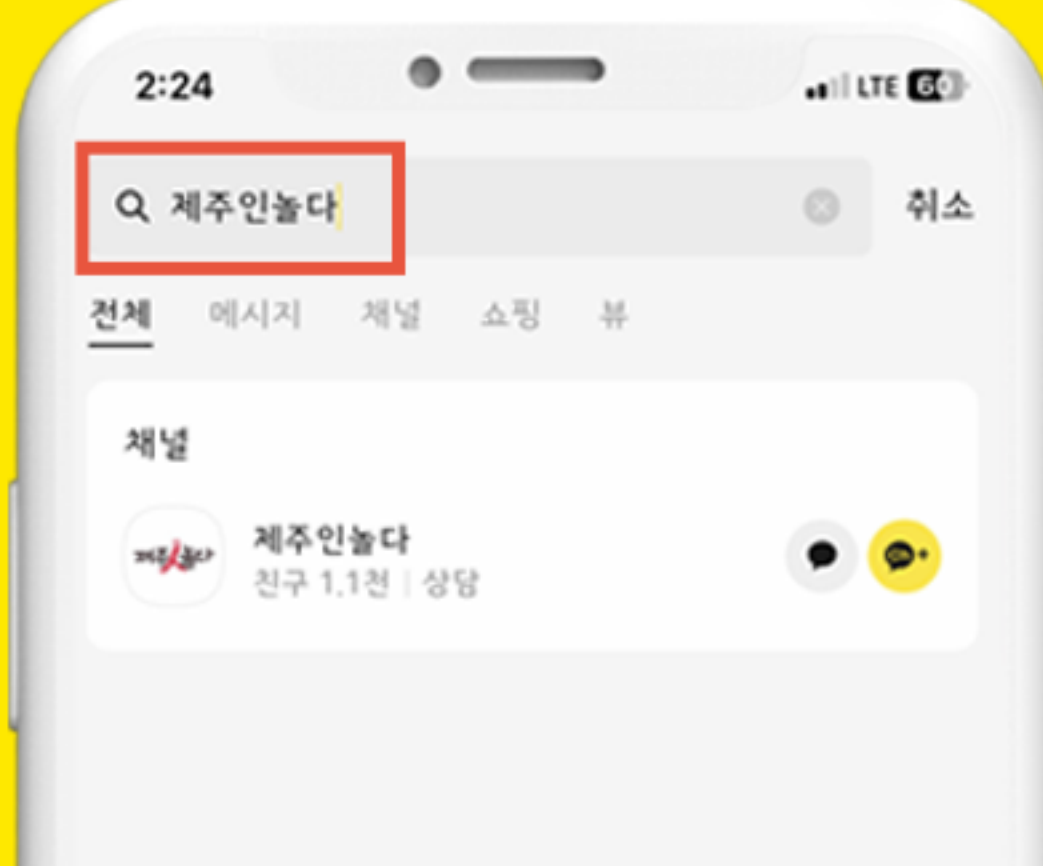 2:24 LTE 60
제주인놀다 취소
전체 메시지 채널 쇼핑 뷰
채널
제주인놀다
친구 1.1천 | 상담